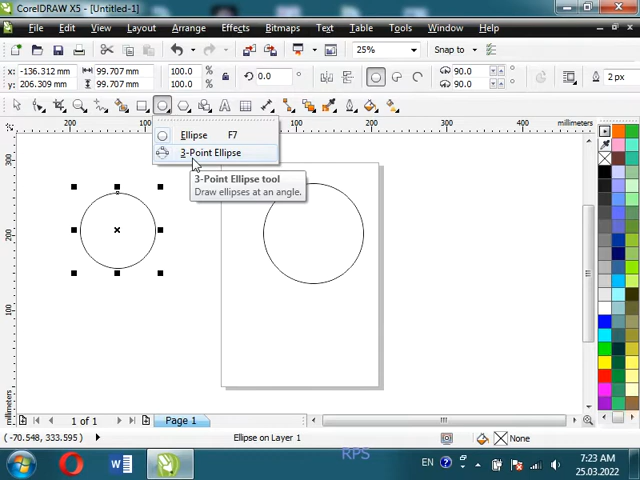 CorelDRAW X5 - [Untitled-1]
File Edit View Layout Arrange Effects Bitmaps Text Table Tools Window Help
25% Snap to
x: -136.312 mm 99.707 mm 100.0 % 0.0 ° 90.0 ° 2 px
y: 206.309 mm 99.707 mm 100.0 % 90.0 °
200 100 100 200 300 400 millimeters
Ellipse F7
3-Point Ellipse
3-Point Ellipse tool
Draw ellipses at an angle.
300
200
100
millimeters
1 of 1 Page 1
(-70.548, 333.595) Ellipse on Layer 1 None
RPS
EN 7:23 AM
25.03.2022